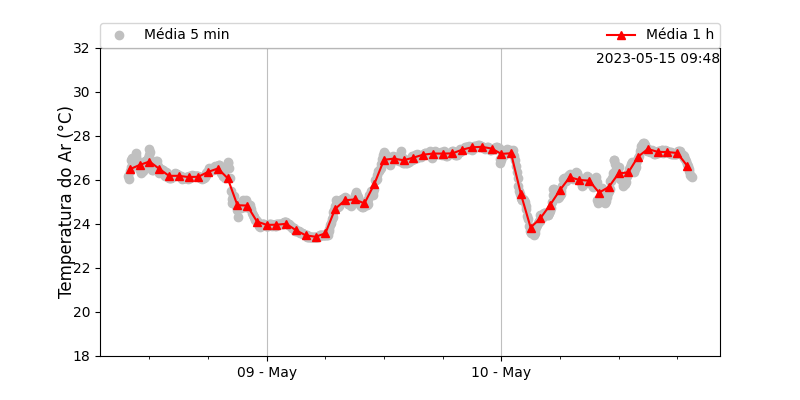 Média 5 min
Média 1 h
2023-05-15 09:48
Temperatura do Ar (°C)
32
30
28
26
24
22
20
18
09 - May
10 - May